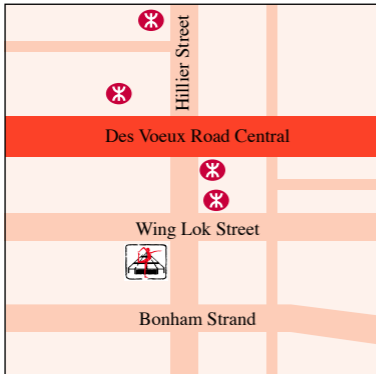 Hillier Street
Des Voeux Road Central
Wing Lok Street
Bonham Strand